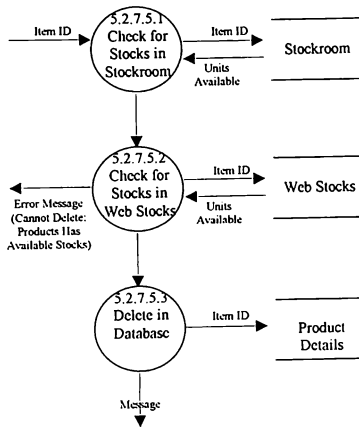 5.2.7.5.1
Item ID
Check for
Item ID
Stocks in
Stockroom
Stockroom
Units
Available
5.2.7.5.2
Check for
Item ID
Stocks in
Web Stocks
Web Stocks
Error Message
(Cannot Delete:
Products Has
Available Stocks)
Units
Available
5.2.7.5.3
Delete in
Database
Item ID
Product
Details
Message